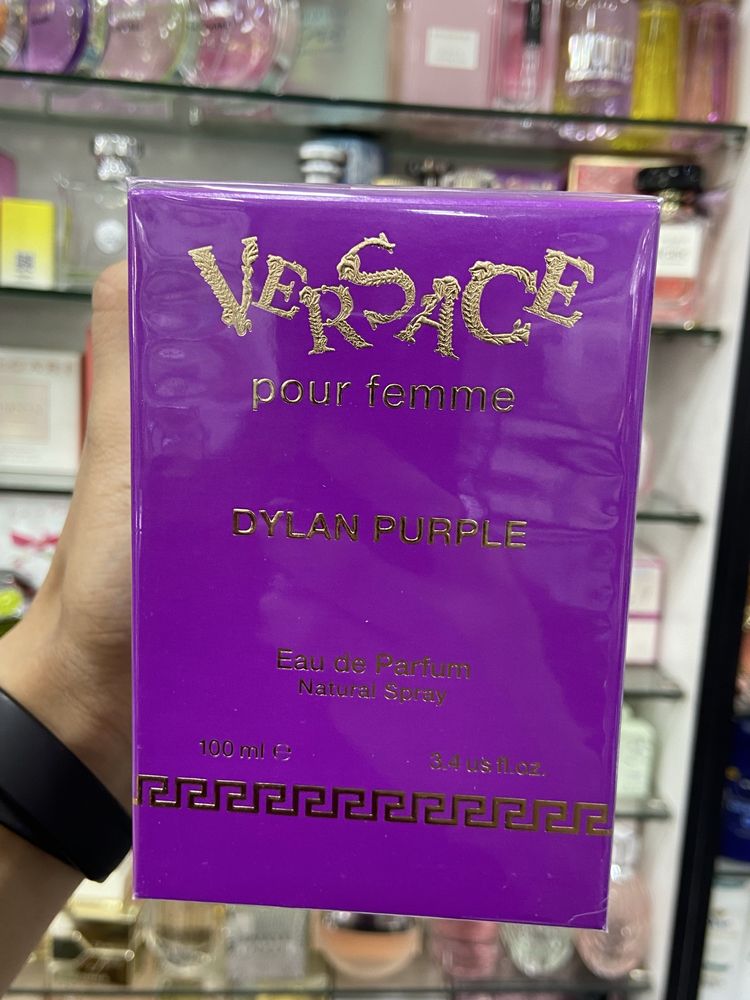 VERSACE
pour femme
DYLAN PURPLE
Eau de Parfum
Natural Spray
100 ml ℮
3.4 us fl.oz.